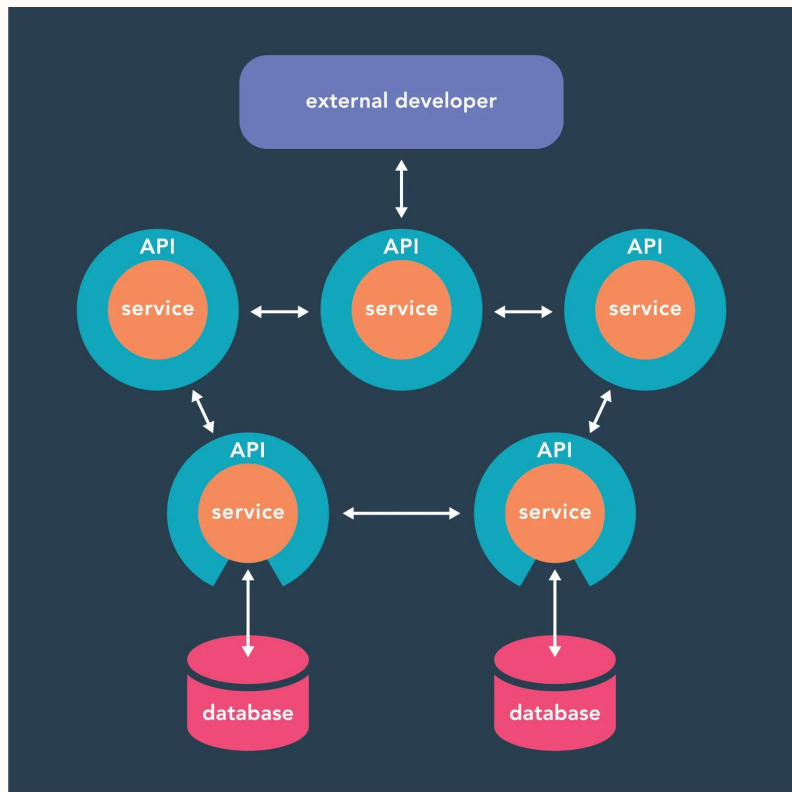 external developer
API
API
API
service
service
service
API
API
service
service
database
database